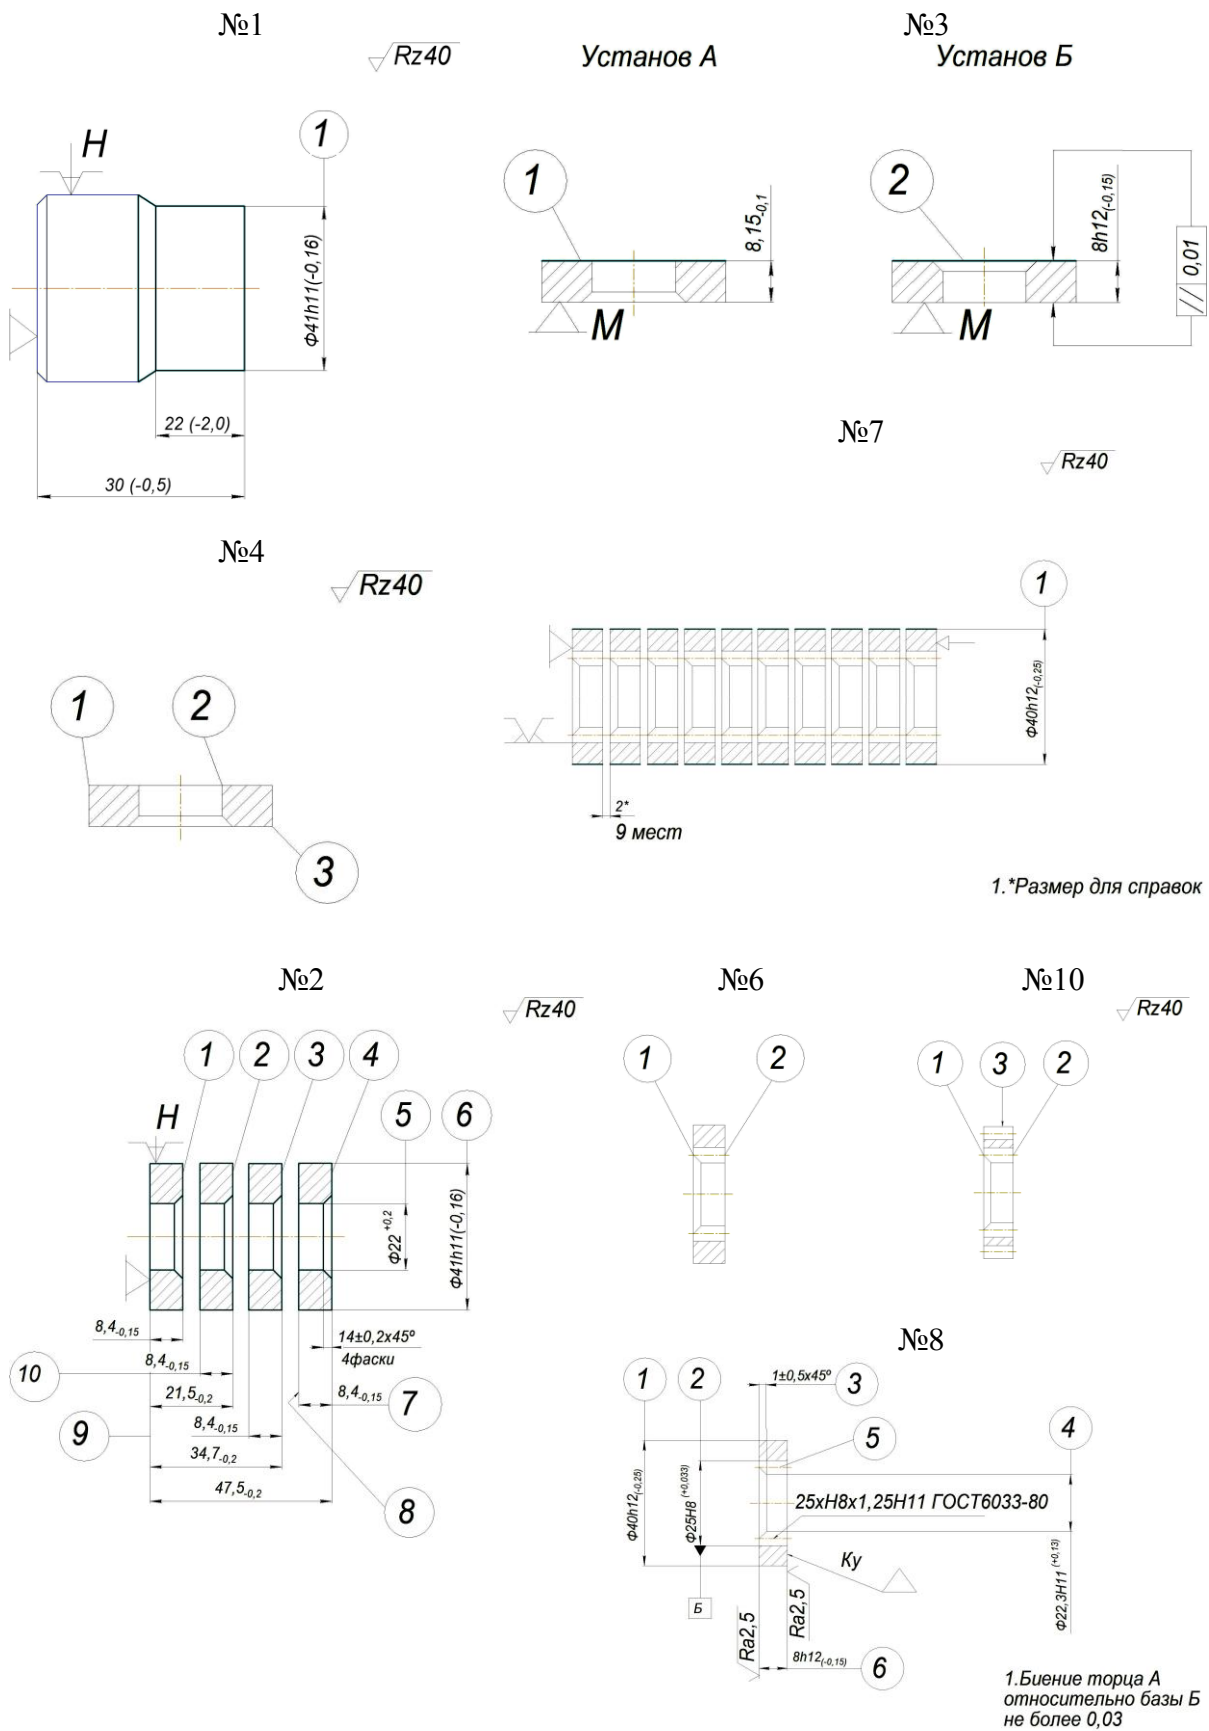 №1
Rz40
H
1
Ф41h11(-0,16)
22 (-2,0)
30 (-0,5)
№3
Установ А
Установ Б
1
8,15-0,1
М
2
8h12(-0,15)
// 0,01
М
№7
Rz40
1
Ф40h12(-0,25)
2*
9 мест
1.*Размер для справок
№4
Rz40
1
2
3
№2
Rz40
1
2
3
4
5
6
H
Ф22 +0,2
Ф41h11(-0,16)
8,4-0,15
14±0,2x45°
4фаски
10
8,4-0,15
21,5-0,2
8,4-0,15
7
9
8,4-0,15
34,7-0,2
47,5-0,2
8
№6
1
2
№10
Rz40
1
3
2
№8
1
2
1±0,5x45°
3
4
5
Ф40h12(-0,25)
Ф25H8 (+0,033)
25xH8x1,25H11 ГОСТ6033-80
Ку
Б
Ra2,5
Ra2,5
Ф22,3H11 (+0,13)
8h12(-0,15)
6
1.Биение торца А
относительно базы Б
не более 0,03